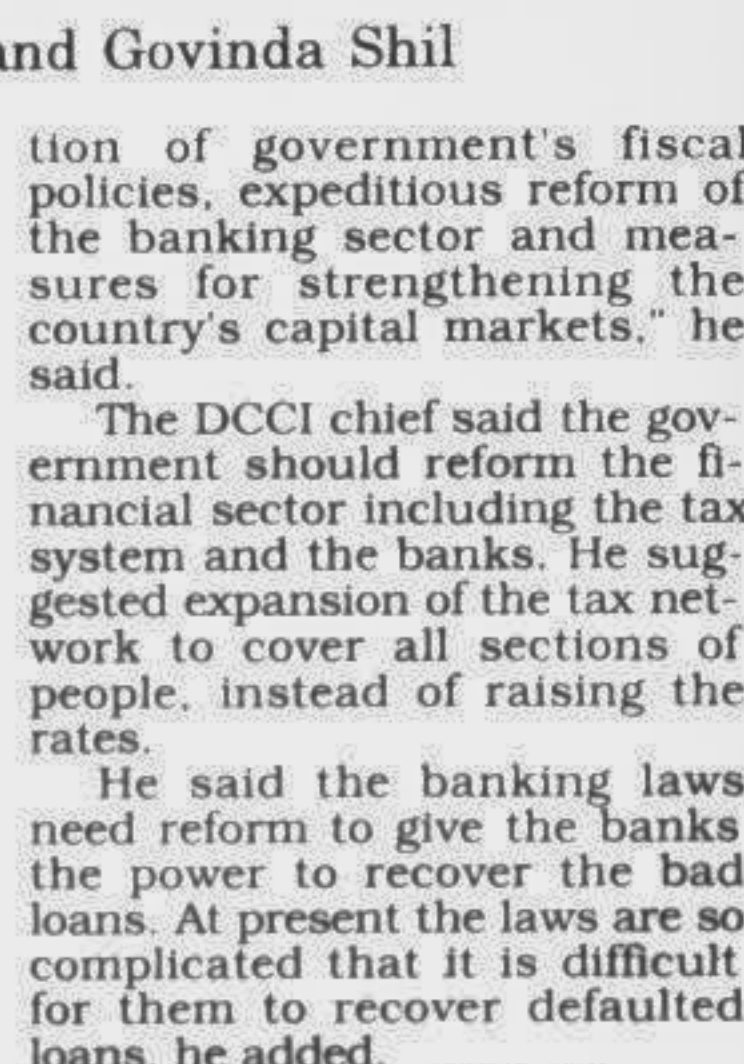 and Govinda Shil
tion of government's fiscal
policies, expeditious reform of
the banking sector and mea-
sures for strengthening the
country's capital markets," he
said.
The DCCI chief said the gov-
ernment should reform the fi-
nancial sector including the tax
system and the banks. He sug-
gested expansion of the tax net-
work to cover all sections of
people, instead of raising the
rates.
He said the banking laws
need reform to give the banks
the power to recover the bad
loans. At present the laws are so
complicated that it is difficult
for them to recover defaulted
loans, he added.